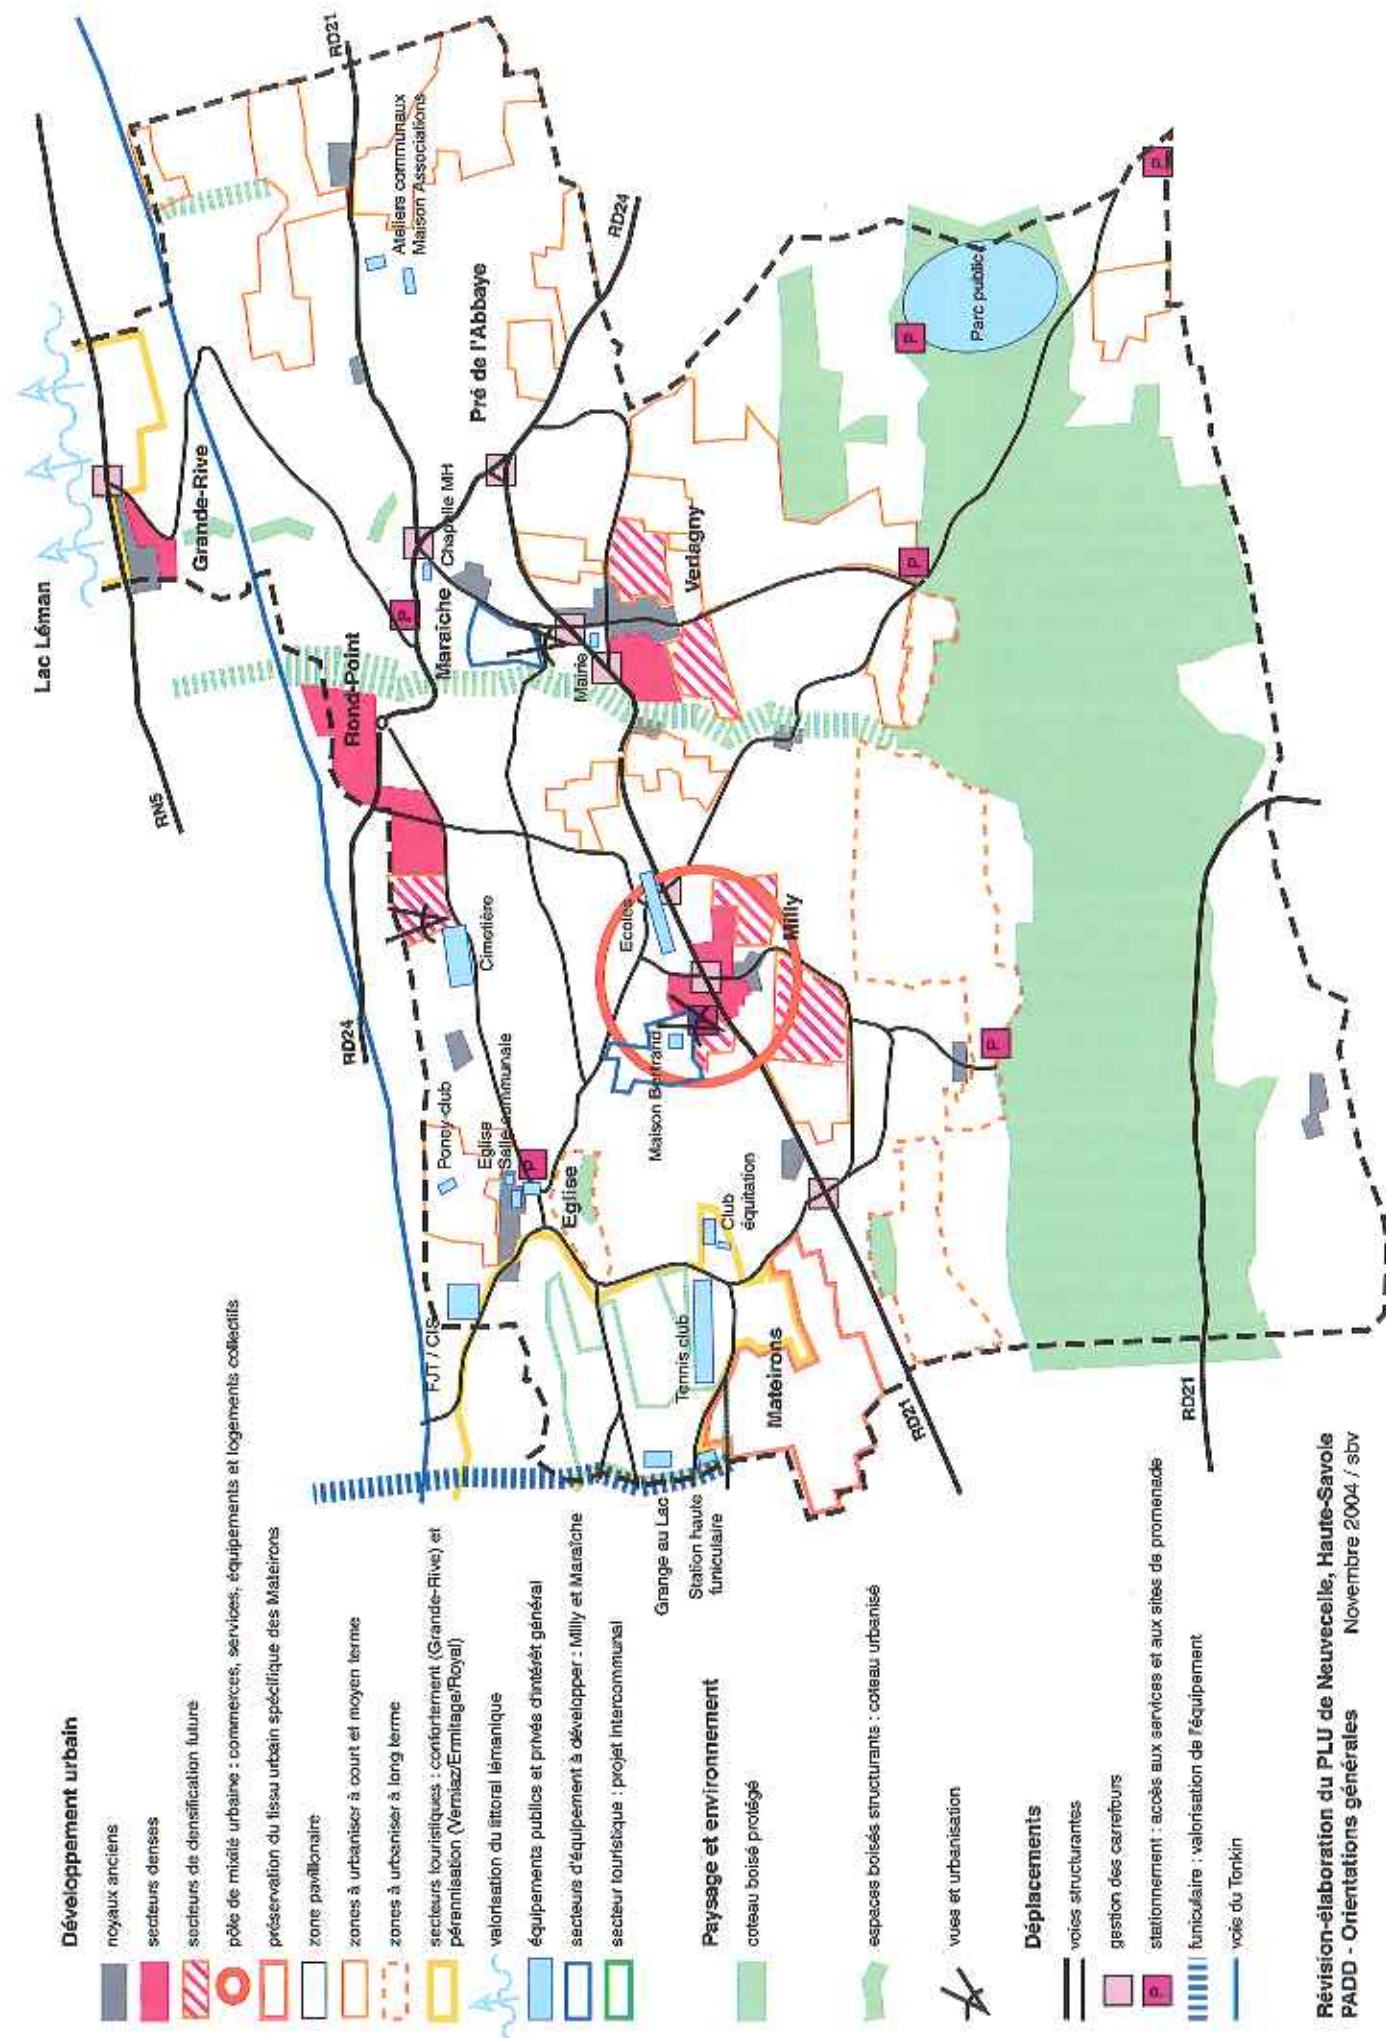 Développement urbain
noyaux anciens
secteurs denses
secteurs de densification future
pôle de mixité urbaine : commerces, services, équipements et logements collectifs
préservation du tissu urbain spécifique des Mateirons
zone pavillonaire
zones à urbaniser à court et moyen terme
zones à urbaniser à long terme
secteurs touristiques : confortement (Grande-Rive) et
pérennisation (Verniaz/Ermitage/Royal)
valorisation du littoral lémanique
équipements publics et privés d'intérêt général
secteurs d'équipement à développer : Milly et Maraîche
secteur touristique : projet intercommunal
Paysage et environnement
coteau boisé protégé
espaces boisés structurants : coteau urbanisé
vues et urbanisation
Déplacements
voies structurantes
gestion des carrefours
P
stationnement : accès aux services et aux sites de promenade
funiculaire : valorisation de l'équipement
voie du Tonkin
Révision-élaboration du PLU de Neuvecelle, Haute-Savoie
PADD - Orientations générales
Novembre 2004 / sbv
Lac Léman
RN5
Grande-Rive
RD21
Ateliers communaux
Maison Associations
RD24
Pré de l'Abbaye
Chapelle MH
Maraîche
P
Rond-Point
Mairie
Verlagny
P
Parc public
P
P
RD24
Cimetière
Ecoles
Milly
Maison Bertrand
P
Poney-club
Eglise
Salle communale
P
Eglise
Club
équitation
FJT / CIS
Tennis club
Mateirons
RD21
Grange au Lac
Station haute
funiculaire
RD21